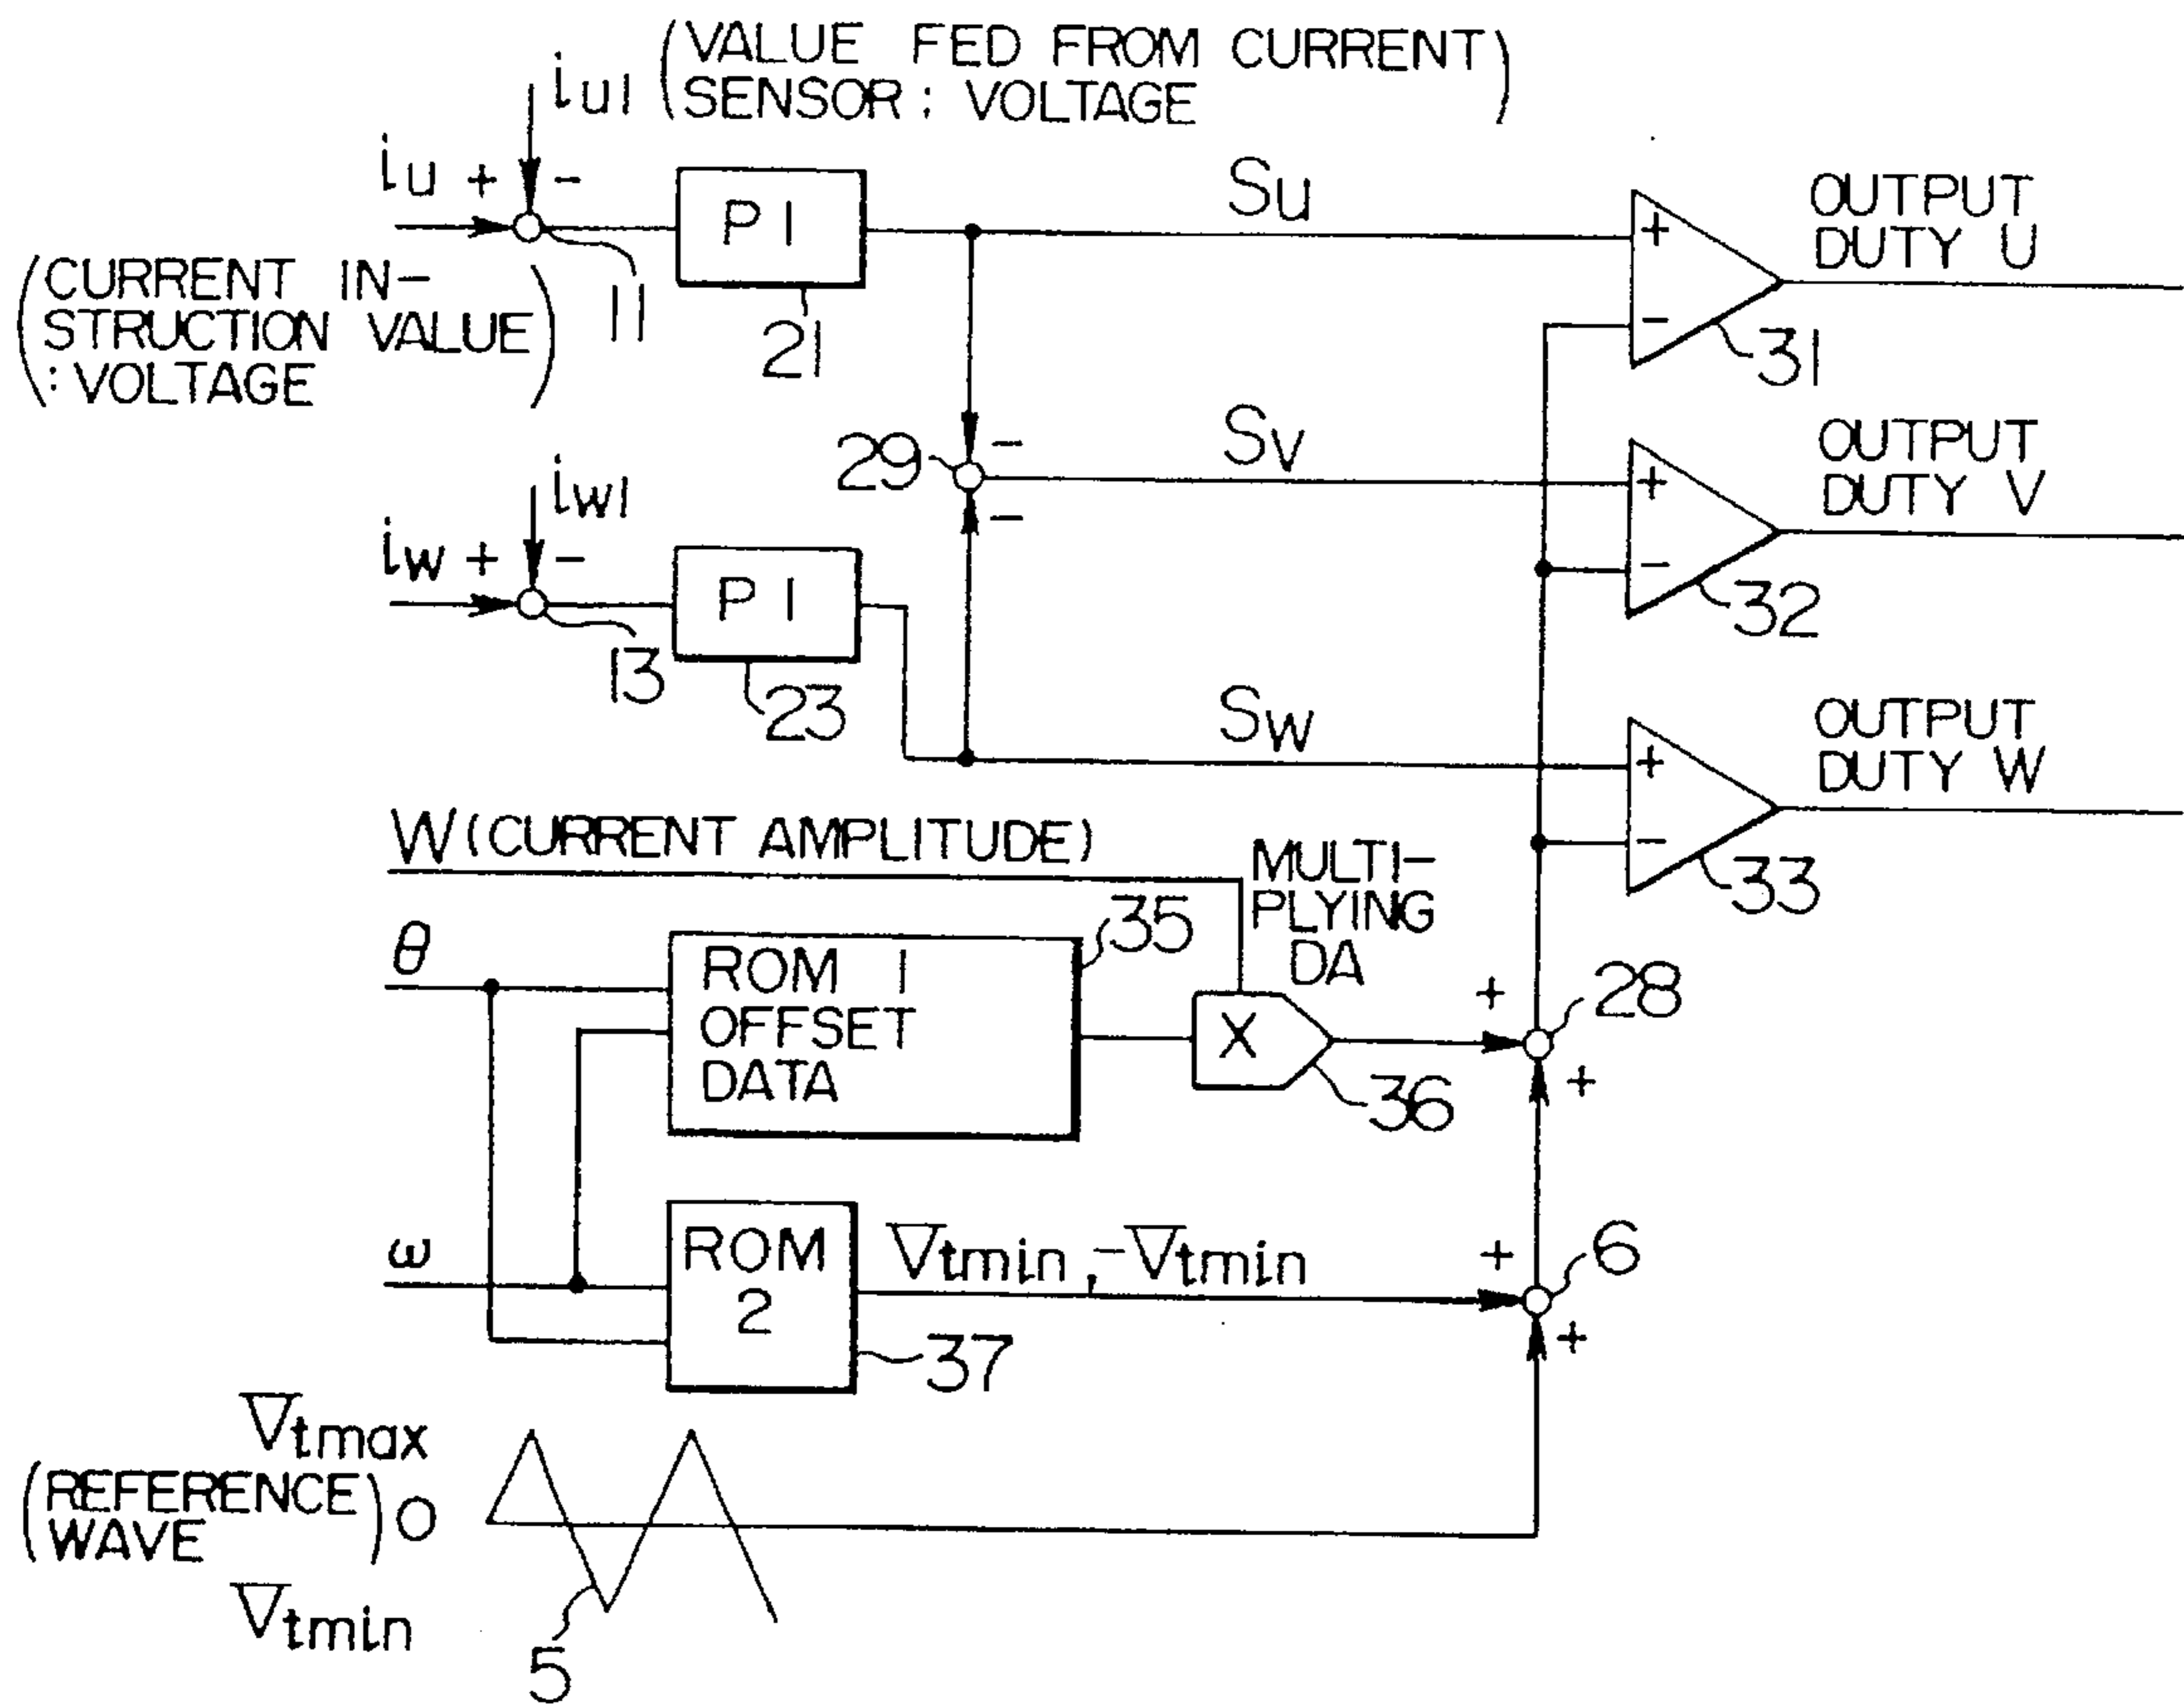 iu1 (VALUE FED FROM CURRENT
SENSOR : VOLTAGE)
iu + -
PI
Su
+
OUTPUT
DUTY U
(CURRENT IN-
STRUCTION VALUE
: VOLTAGE)
11
21
-
31
29
-
Sv
OUTPUT
DUTY V
iw1
-
+
iw + -
PI
-
32
13
23
Sw
OUTPUT
DUTY W
+
W (CURRENT AMPLITUDE)
MULTI-
PLYING
DA
-
33
θ
35
ROM 1
OFFSET
DATA
X
36
+
28
+
ω
ROM
2
Vtmin, -Vtmin
+
6
37
+
Vtmax
(REFERENCE
WAVE) 0
Vtmin
5